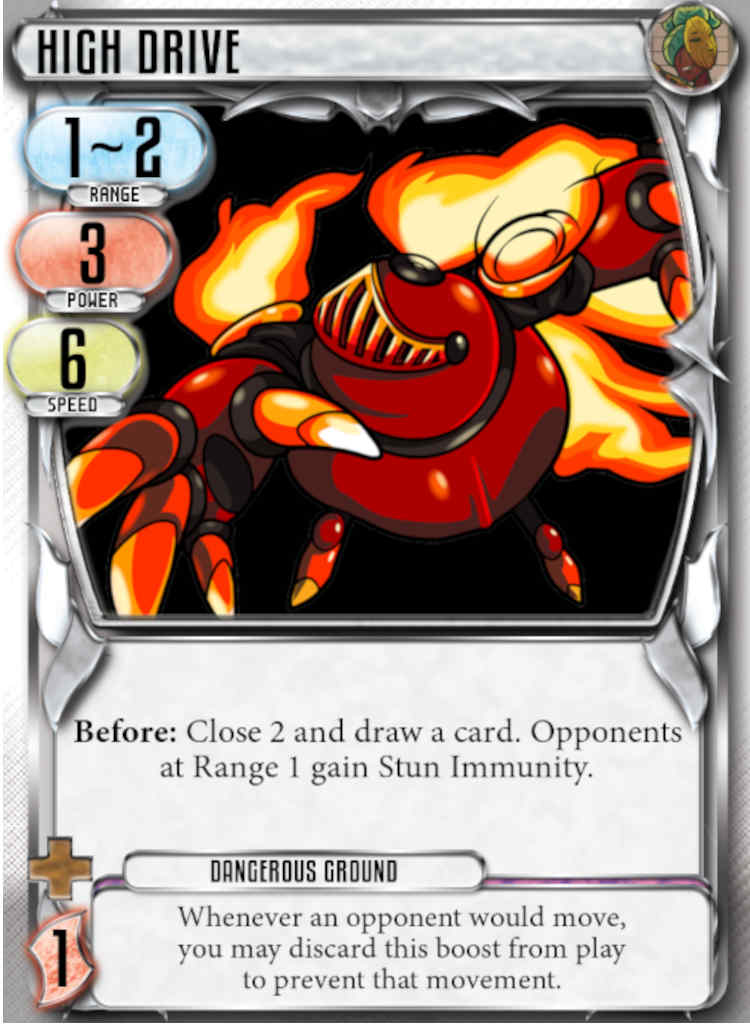 HIGH DRIVE
1~2
RANGE
3
POWER
6
SPEED
Before: Close 2 and draw a card. Opponents
at Range 1 gain Stun Immunity.
DANGEROUS GROUND
1
Whenever an opponent would move,
you may discard this boost from play
to prevent that movement.